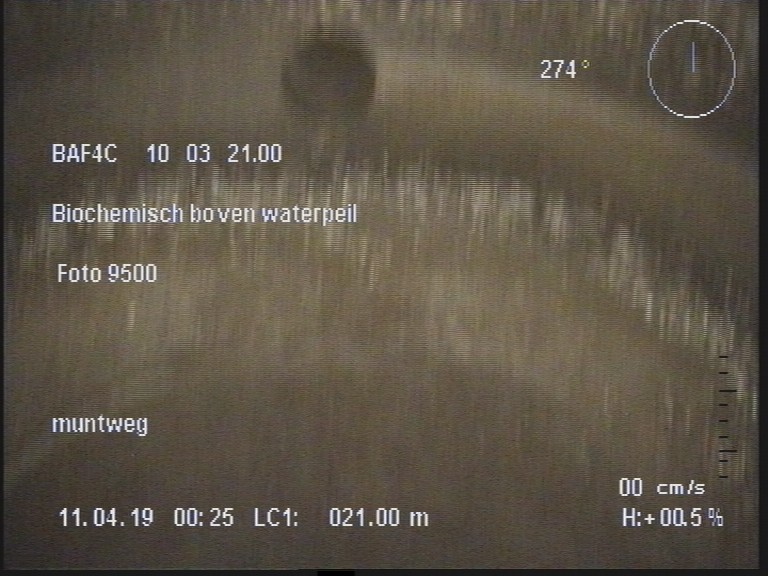 274°
BAF4C 10 03 21.00
Biochemisch boven waterpeil
Foto 9500
muntweg
00 cm/s
11.04.19 00:25 LC1: 021.00 m H:+00.5 %